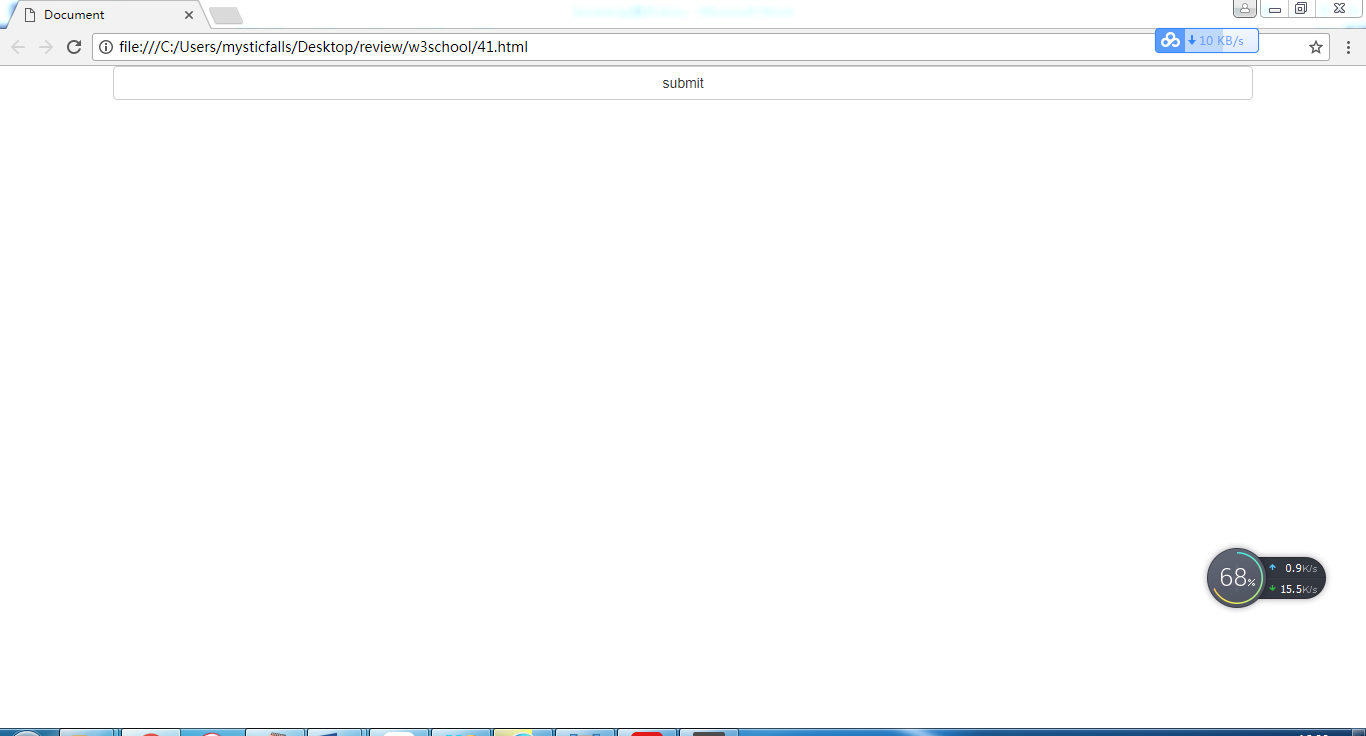 Document
file:///C:/Users/mysticfalls/Desktop/review/w3school/41.html
10 KB/s
submit
68%
0.9K/s
15.5K/s